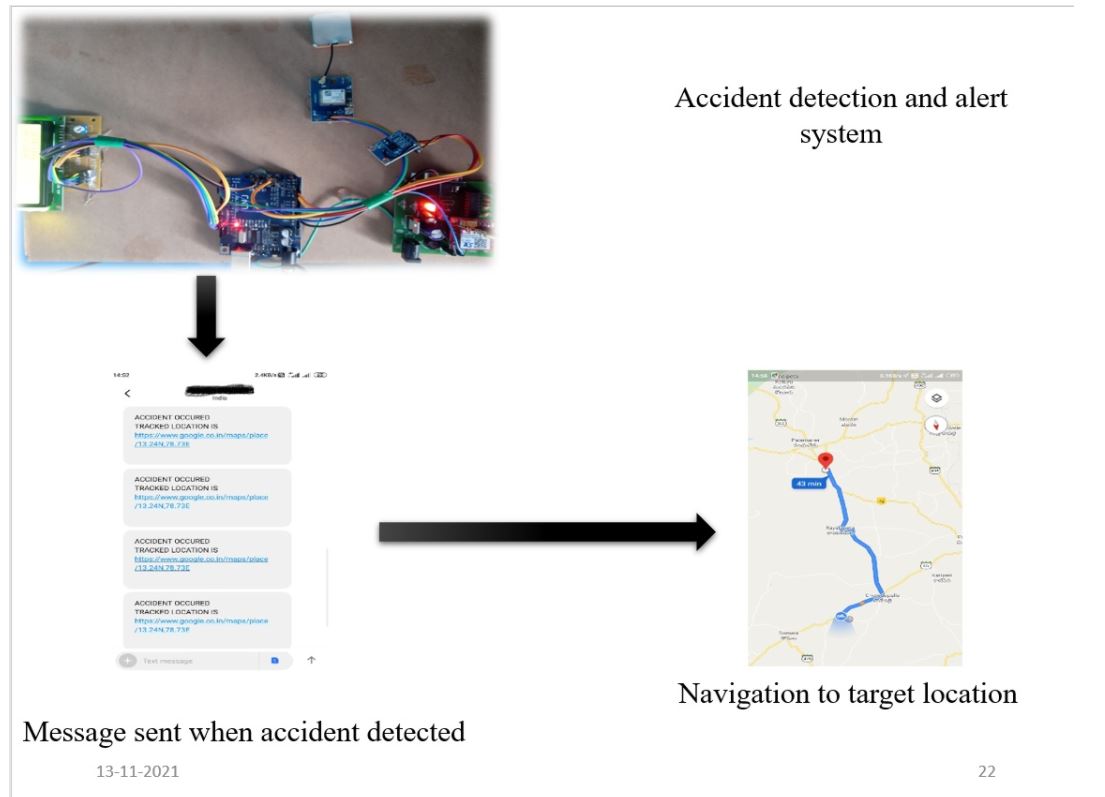 Accident detection and alert
system
14:52
2.4KB/s
India
ACCIDENT OCCURED
TRACKED LOCATION IS
https://www.google.co.in/maps/place
/13.24N,78.73E
ACCIDENT OCCURED
TRACKED LOCATION IS
https://www.google.co.in/maps/place
/13.24N,78.73E
ACCIDENT OCCURED
TRACKED LOCATION IS
https://www.google.co.in/maps/place
/13.24N,78.73E
ACCIDENT OCCURED
TRACKED LOCATION IS
https://www.google.co.in/maps/place
/13.24N,78.73E
Text message
43 min
Navigation to target location
Message sent when accident detected
13-11-2021
22